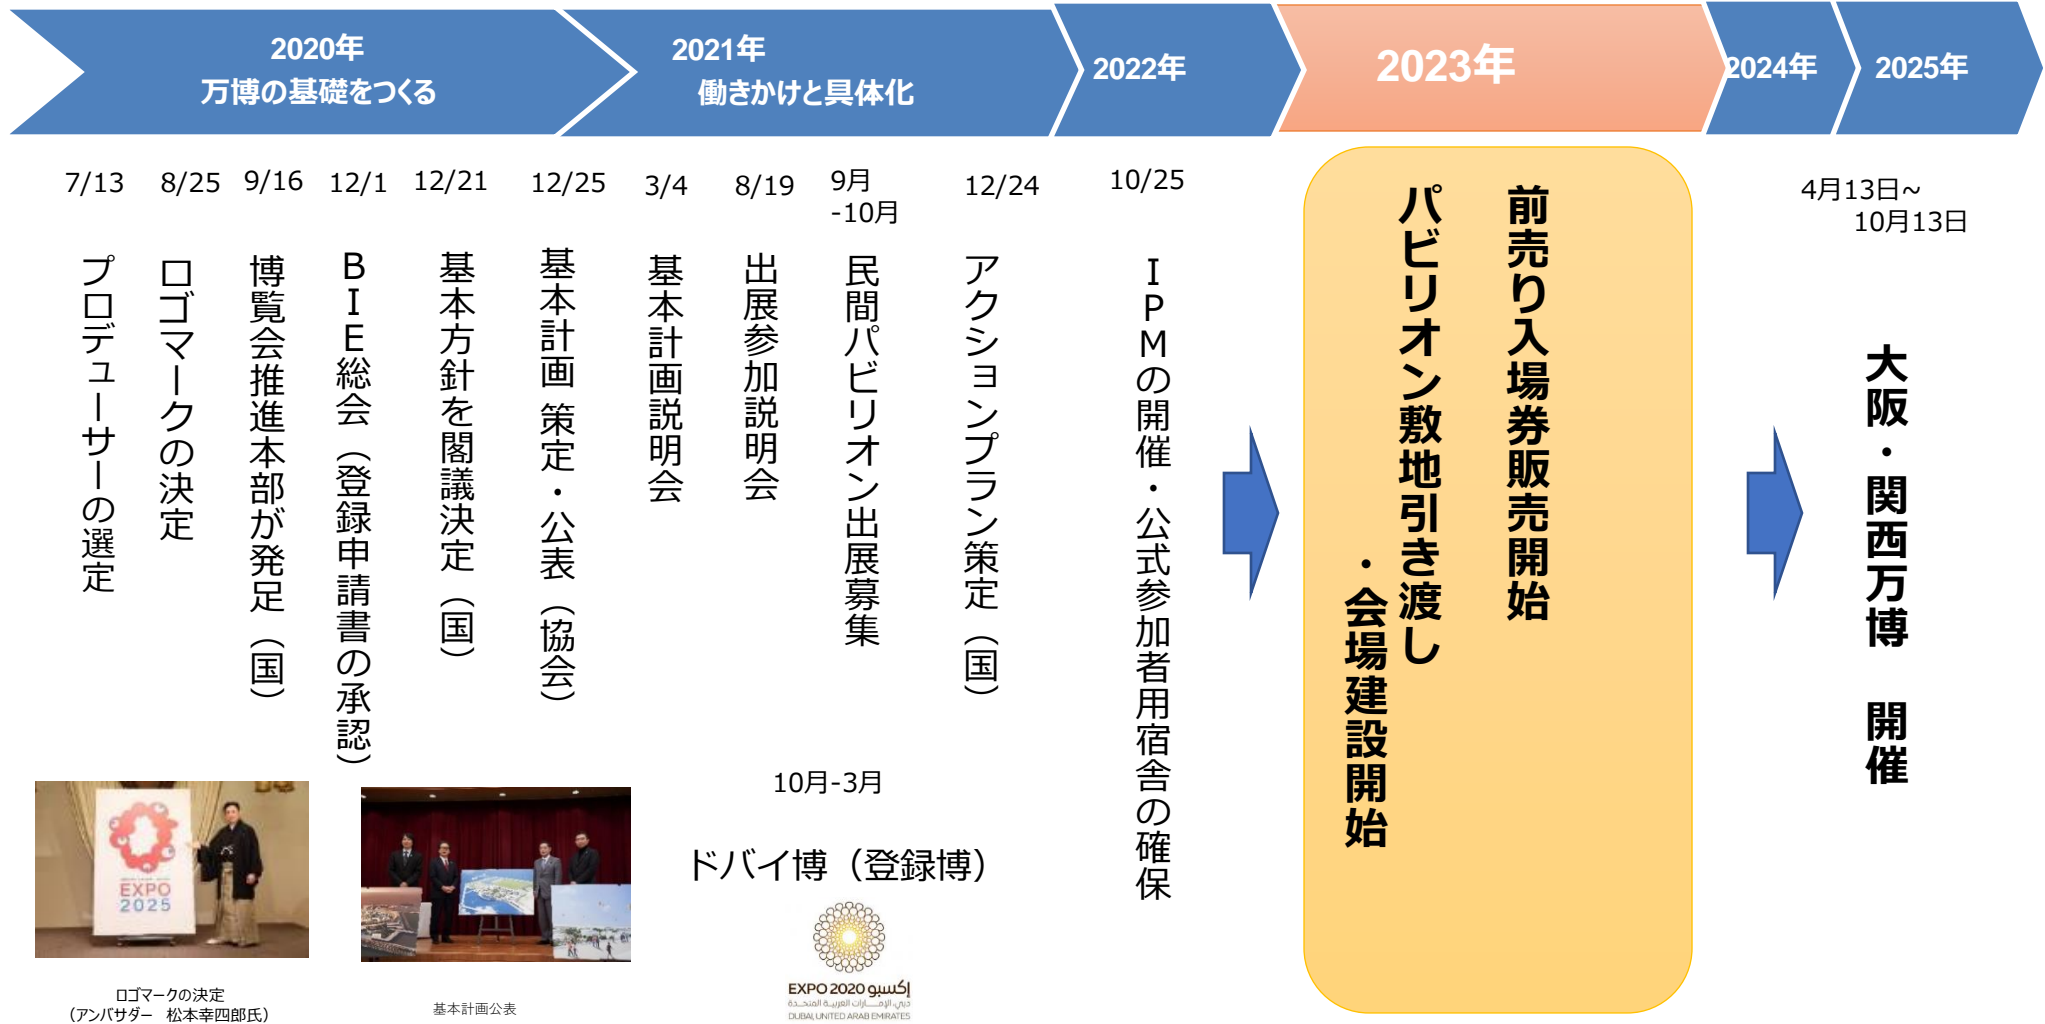 2020年
万博の基礎をつくる
2021年
働きかけと具体化
2022年
2023年
2024年
2025年
7/13
プロデューサーの選定
8/25
ロゴマークの決定
9/16
博覧会推進本部が発足（国）
12/1
BIE総会（登録申請書の承認）
12/21
基本方針を閣議決定（国）
12/25
基本計画 策定・公表（協会）
3/4
基本計画説明会
8/19
出展参加説明会
9月
-10月
民間パビリオン出展募集
12/24
アクションプラン策定（国）
10/25
IPMの開催・公式参加者用宿舎の確保
前売り入場券販売開始
パビリオン敷地引き渡し
・会場建設開始
4月13日~
10月13日
大阪・関西万博　開催
10月-3月
ドバイ博（登録博）
EXPO 2020 إكسبو
دبي، الإمـــارات العربية المتحـدة
DUBAI, UNITED ARAB EMIRATES
EXPO
2025
ロゴマークの決定
（アンバサダー　松本幸四郎氏）
基本計画公表